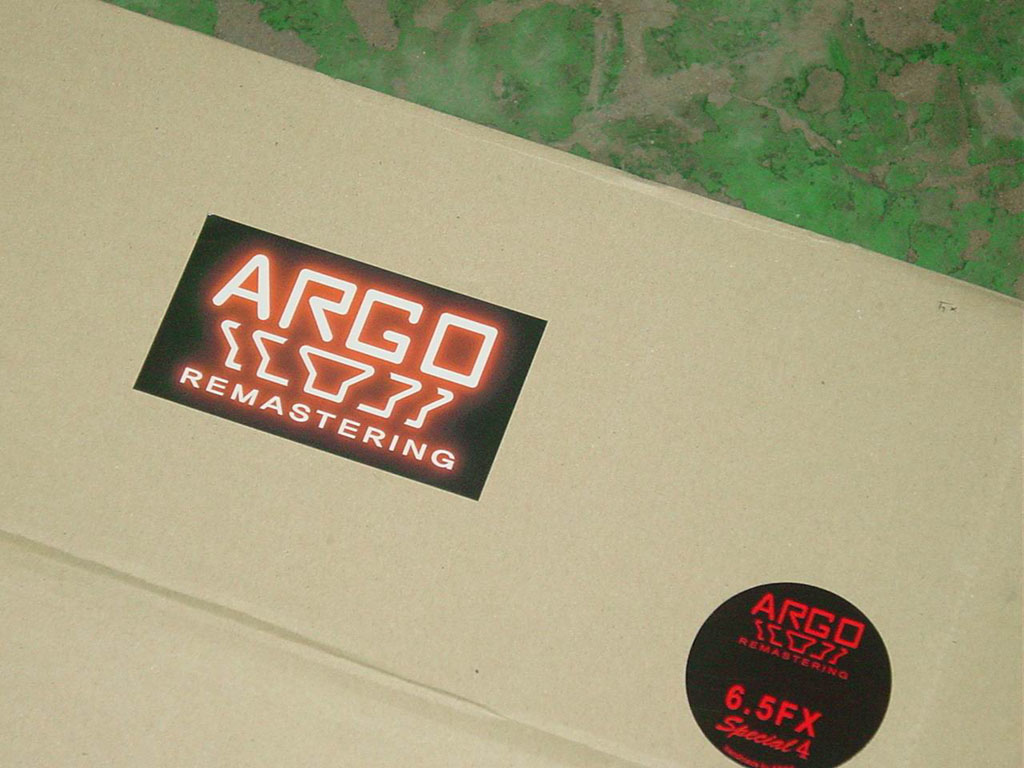 ARGO
REMASTERING
ARGO
REMASTERING
6.5FX
Special 4